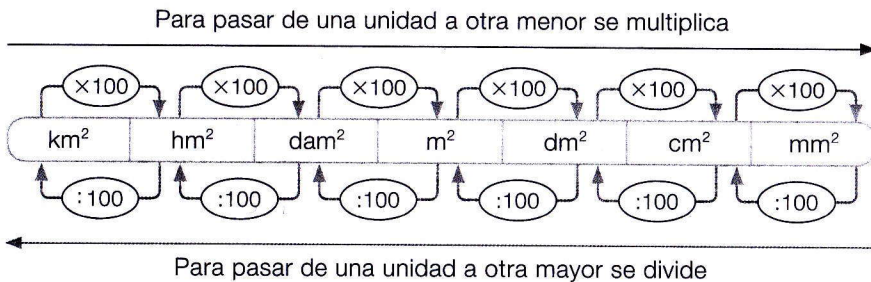 Para pasar de una unidad a otra menor se multiplica
×100 ×100 ×100 ×100 ×100 ×100
km² hm² dam² m² dm² cm² mm²
:100 :100 :100 :100 :100 :100
Para pasar de una unidad a otra mayor se divide